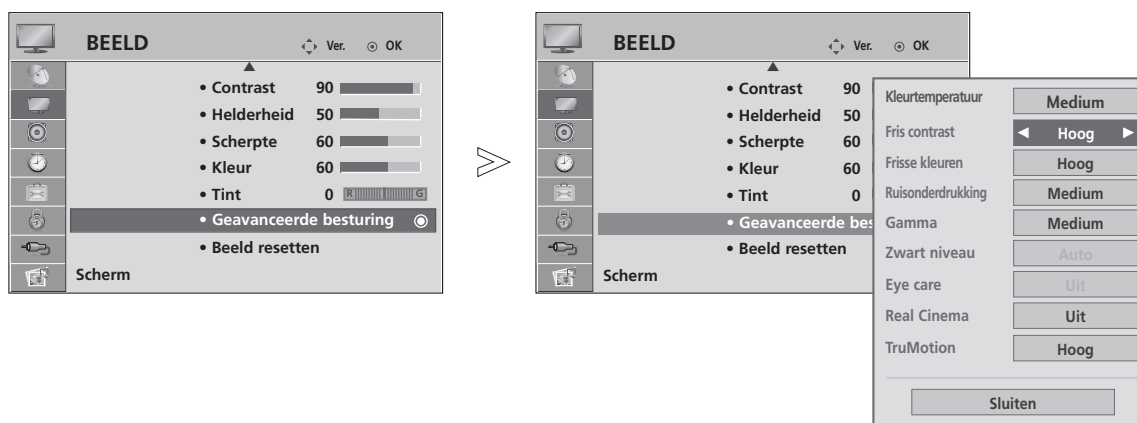 BEELD
Ver.
OK
• Contrast 90
• Helderheid 50
• Scherpte 60
• Kleur 60
• Tint 0 R G
• Geavanceerde besturing
• Beeld resetten
Scherm
BEELD
Ver.
OK
• Contrast 90
• Helderheid 50
• Scherpte 60
• Kleur 60
• Tint 0
• Geavanceerde bes
• Beeld resetten
Scherm
Kleurtemperatuur Medium
Fris contrast Hoog
Frisse kleuren Hoog
Ruisonderdrukking Medium
Gamma Medium
Zwart niveau Auto
Eye care Uit
Real Cinema Uit
TruMotion Hoog
Sluiten